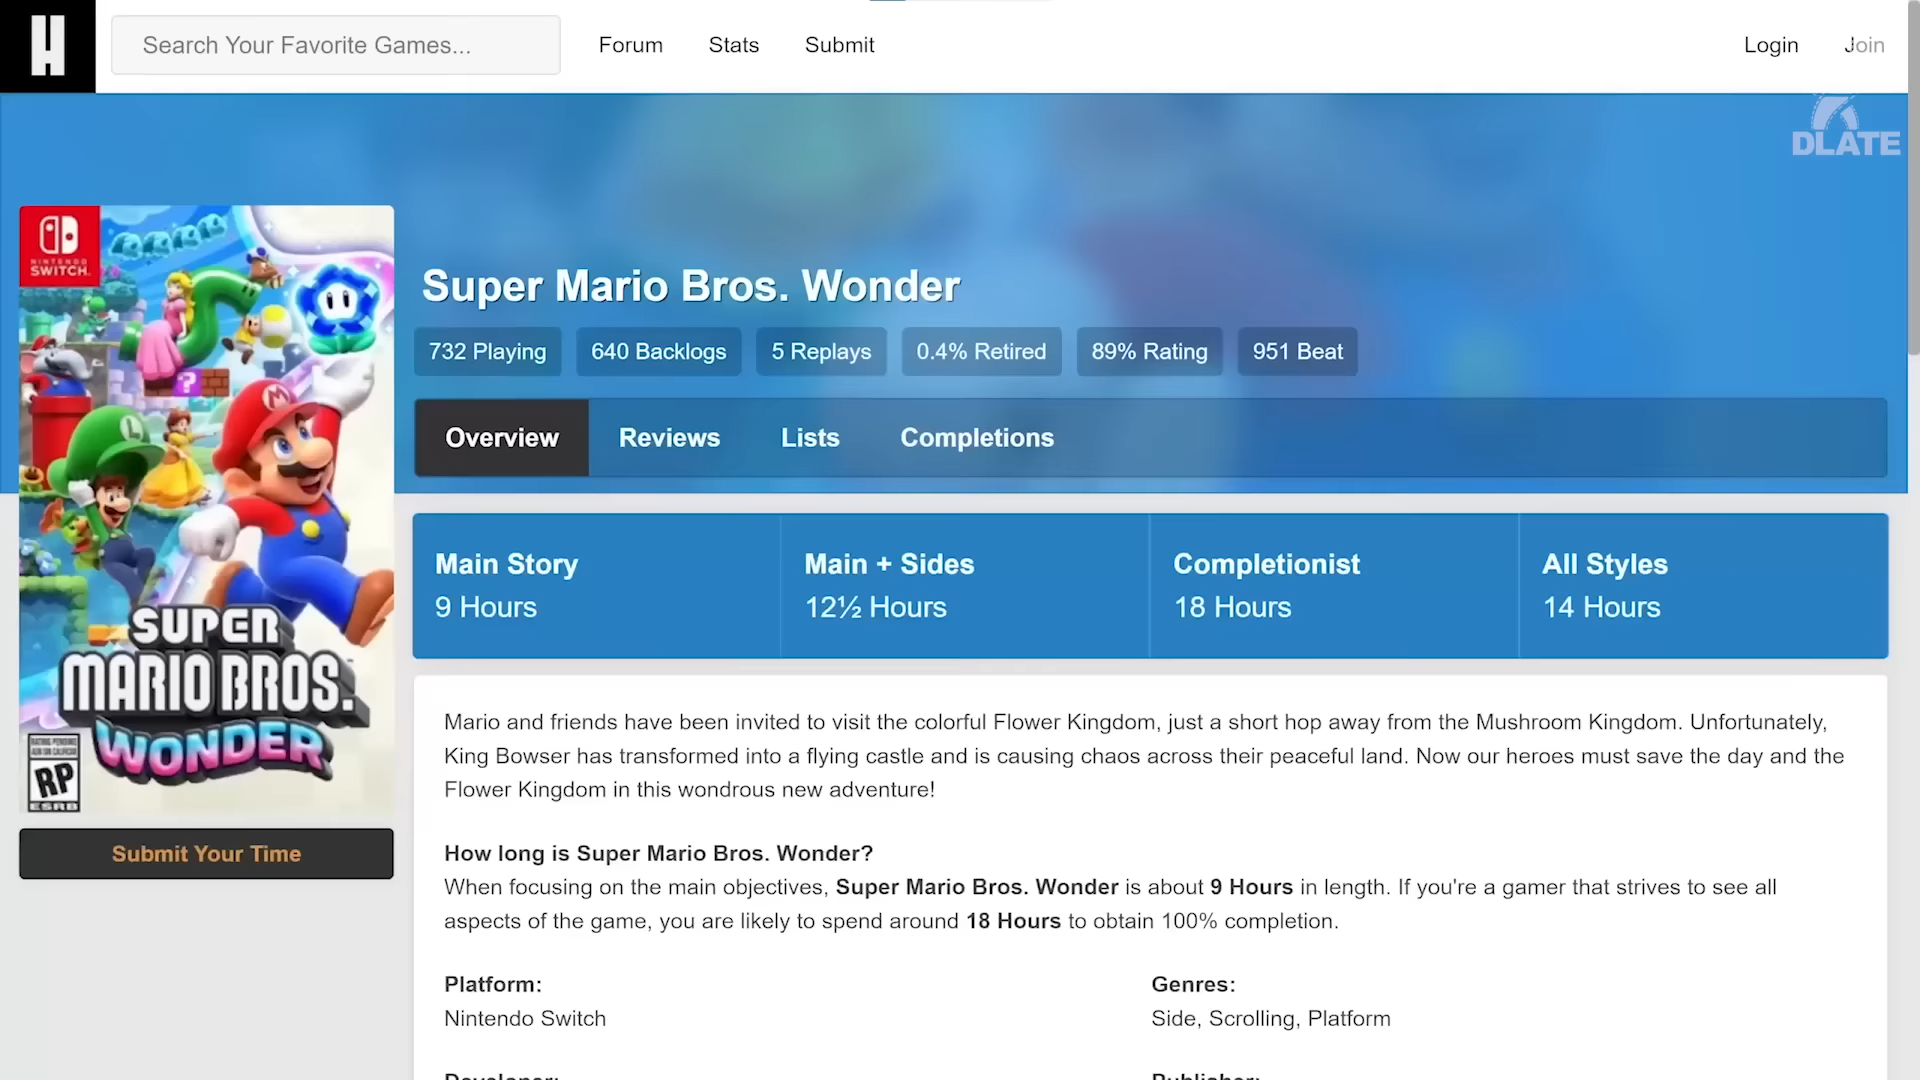 H
Search Your Favorite Games...
Forum
Stats
Submit
Login
Join
DLATE
NINTENDO
SWITCH
Super Mario Bros. Wonder
732 Playing
640 Backlogs
5 Replays
0.4% Retired
89% Rating
951 Beat
Overview
Reviews
Lists
Completions
Main Story
9 Hours
Main + Sides
12½ Hours
Completionist
18 Hours
All Styles
14 Hours
SUPER
MARIO BROS.
WONDER
RP
ESRB
Submit Your Time
Mario and friends have been invited to visit the colorful Flower Kingdom, just a short hop away from the Mushroom Kingdom. Unfortunately,
King Bowser has transformed into a flying castle and is causing chaos across their peaceful land. Now our heroes must save the day and the
Flower Kingdom in this wondrous new adventure!
How long is Super Mario Bros. Wonder?
When focusing on the main objectives, Super Mario Bros. Wonder is about 9 Hours in length. If you're a gamer that strives to see all
aspects of the game, you are likely to spend around 18 Hours to obtain 100% completion.
Platform:
Nintendo Switch
Genres:
Side, Scrolling, Platform